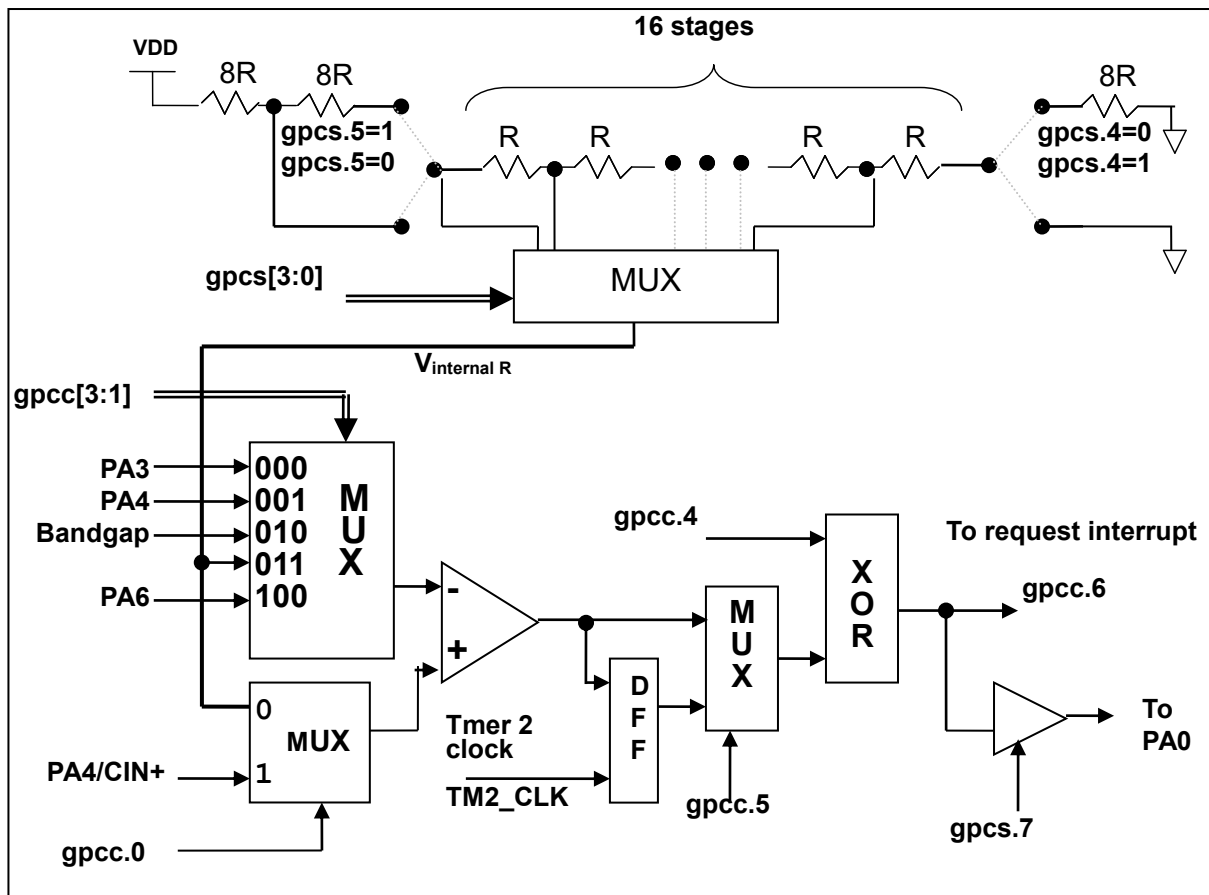 16 stages
VDD
8R
8R
8R
gpcs.5=1
gpcs.5=0
gpcs.4=0
gpcs.4=1
R
R
R
R
MUX
gpcs[3:0]
Vinternal R
gpcc[3:1]
PA3
PA4
Bandgap
PA6
000
001
010
011
100
M
U
X
-
+
gpcc.4
To request interrupt
X
O
R
gpcc.6
M
U
X
D
F
F
0
1
MUX
Tmer 2
clock
TM2_CLK
To
PA0
PA4/CIN+
gpcc.5
gpcs.7
gpcc.0